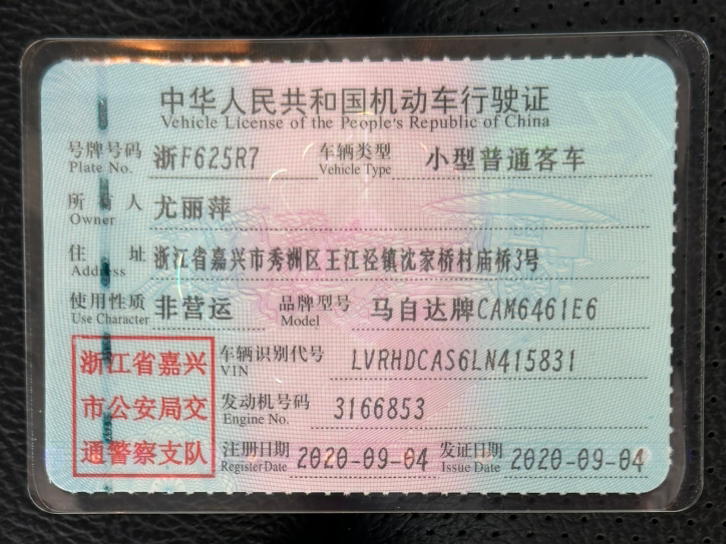 中华人民共和国机动车行驶证
Vehicle License of the People's Republic of China
号牌号码 浙F625R7 车辆类型 小型普通客车
Plate No. Vehicle Type
所有人 尤丽萍
Owner
住址 浙江省嘉兴市秀洲区王江泾镇沈家桥村庙桥3号
Address
使用性质 非营运 品牌型号 马自达牌CAM6461E6
Use Character Model
浙江省嘉兴 车辆识别代号 LVRHDCAS6LN415831
VIN
市公安局交 发动机号码 3166853
Engine No.
通警察支队 注册日期 2020-09-04 发证日期 2020-09-04
Register Date Issue Date